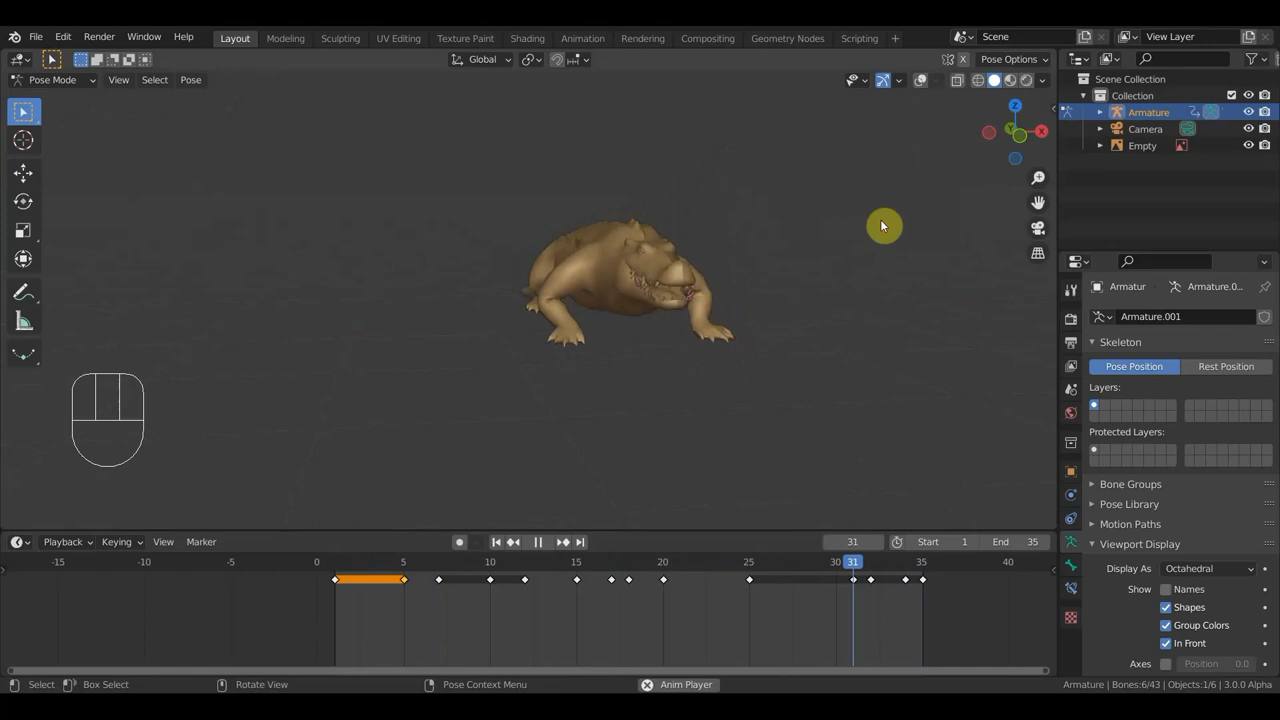 File Edit Render Window Help Layout Modeling Sculpting UV Editing Texture Paint Shading Animation Rendering Compositing Geometry Nodes Scripting + Scene View Layer
Global X Pose Options
Pose Mode View Select Pose
Scene Collection
Collection
Armature
Camera
Empty
Z
Y X
Armatur Armature.0...
Armature.001
Skeleton
Pose Position Rest Position
Layers:
Protected Layers:
Bone Groups
Pose Library
Motion Paths
Viewport Display
Display As Octahedral
Show Names
Shapes
Group Colors
In Front
Axes Position 0.0
Playback Keying View Marker 31 Start 1 End 35
-15 -10 -5 0 5 10 15 20 25 30 31 35 40
Select Box Select Rotate View Pose Context Menu Anim Player Armature | Bones:6/43 | Objects:1/6 | 3.0.0 Alpha